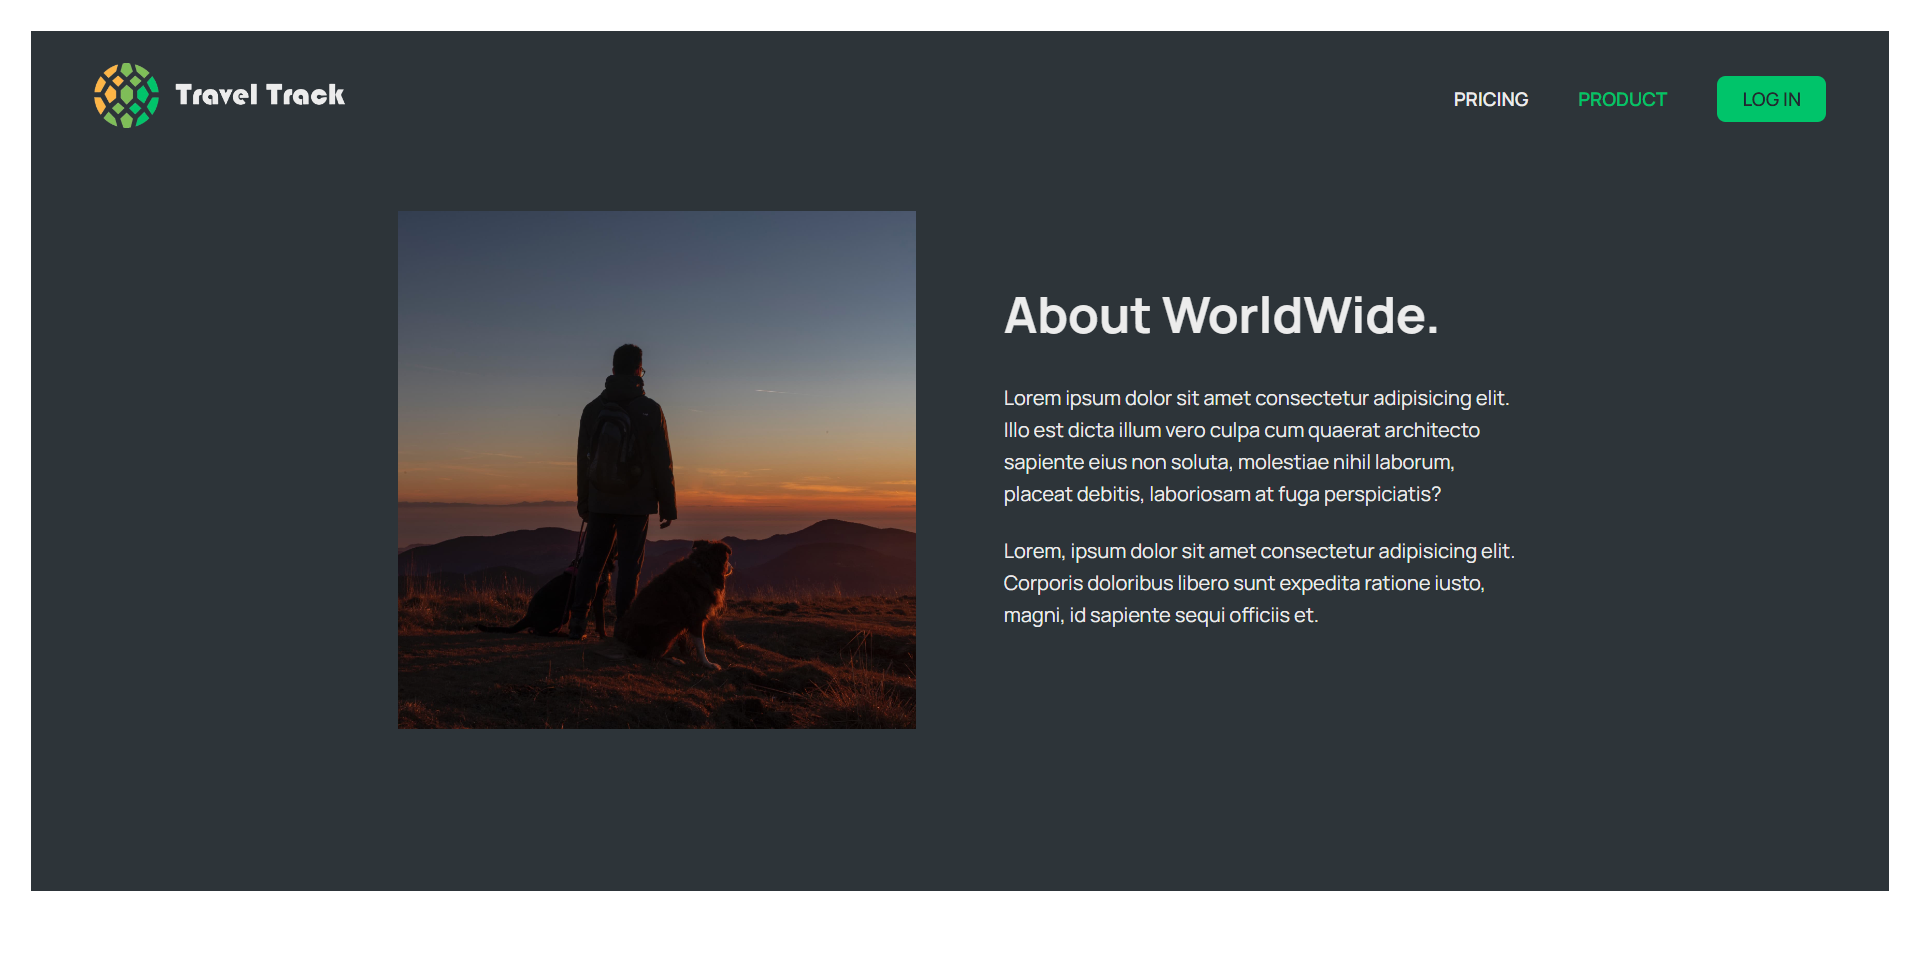 Travel Track
PRICING
PRODUCT
LOG IN
About WorldWide.
Lorem ipsum dolor sit amet consectetur adipisicing elit.
Illo est dicta illum vero culpa cum quaerat architecto
sapiente eius non soluta, molestiae nihil laborum,
placeat debitis, laboriosam at fuga perspiciatis?
Lorem, ipsum dolor sit amet consectetur adipisicing elit.
Corporis doloribus libero sunt expedita ratione iusto,
magni, id sapiente sequi officiis et.